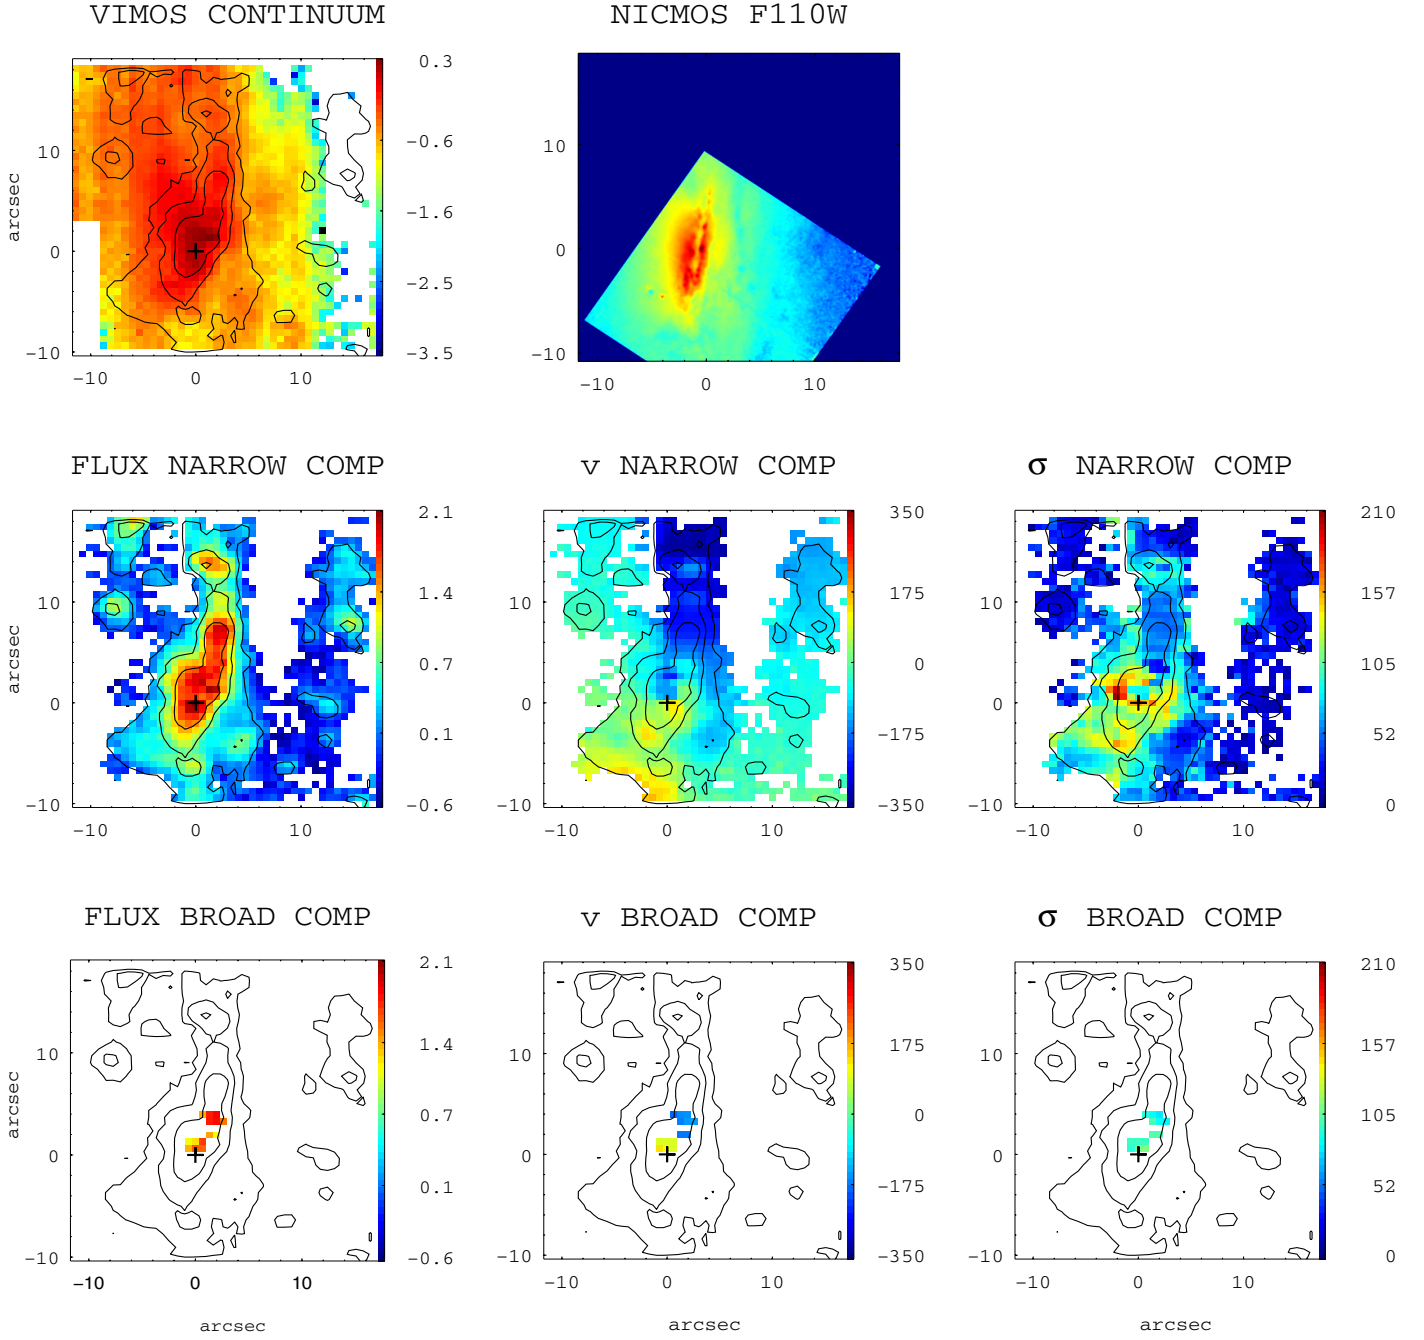 VIMOS CONTINUUM
NICMOS F110W
0.3
-0.6
-1.6
-2.5
-3.5
10
0
-10
arcsec
-10 0 10
10
0
-10
-10 0 10
FLUX NARROW COMP
v NARROW COMP
σ NARROW COMP
2.1
1.4
0.7
0.1
-0.6
10
0
-10
arcsec
-10 0 10
350
175
0
-175
-350
10
0
-10
-10 0 10
210
157
105
52
0
10
0
-10
-10 0 10
FLUX BROAD COMP
v BROAD COMP
σ BROAD COMP
2.1
1.4
0.7
0.1
-0.6
10
0
-10
arcsec
-10 0 10
arcsec
350
175
0
-175
-350
10
0
-10
-10 0 10
arcsec
210
157
105
52
0
10
0
-10
-10 0 10
arcsec